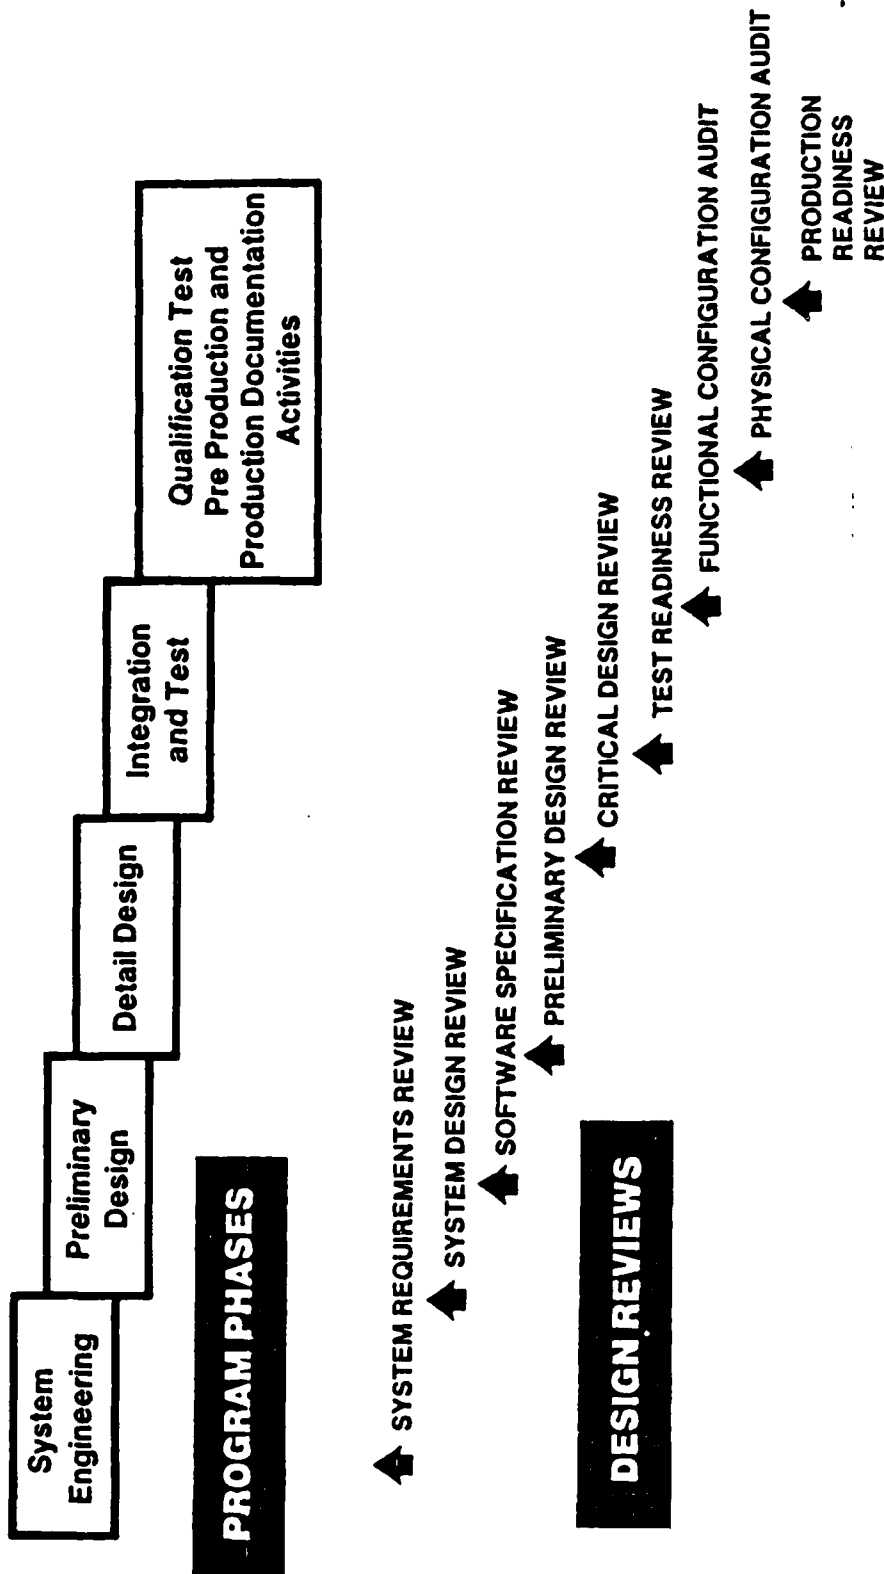 System
Engineering
Preliminary
Design
Detail Design
Integration
and Test
Qualification Test
Pre Production and
Production Documentation
Activities
PROGRAM PHASES
SYSTEM REQUIREMENTS REVIEW
SYSTEM DESIGN REVIEW
SOFTWARE SPECIFICATION REVIEW
PRELIMINARY DESIGN REVIEW
CRITICAL DESIGN REVIEW
TEST READINESS REVIEW
FUNCTIONAL CONFIGURATION AUDIT
PHYSICAL CONFIGURATION AUDIT
PRODUCTION
READINESS
REVIEW
DESIGN REVIEWS